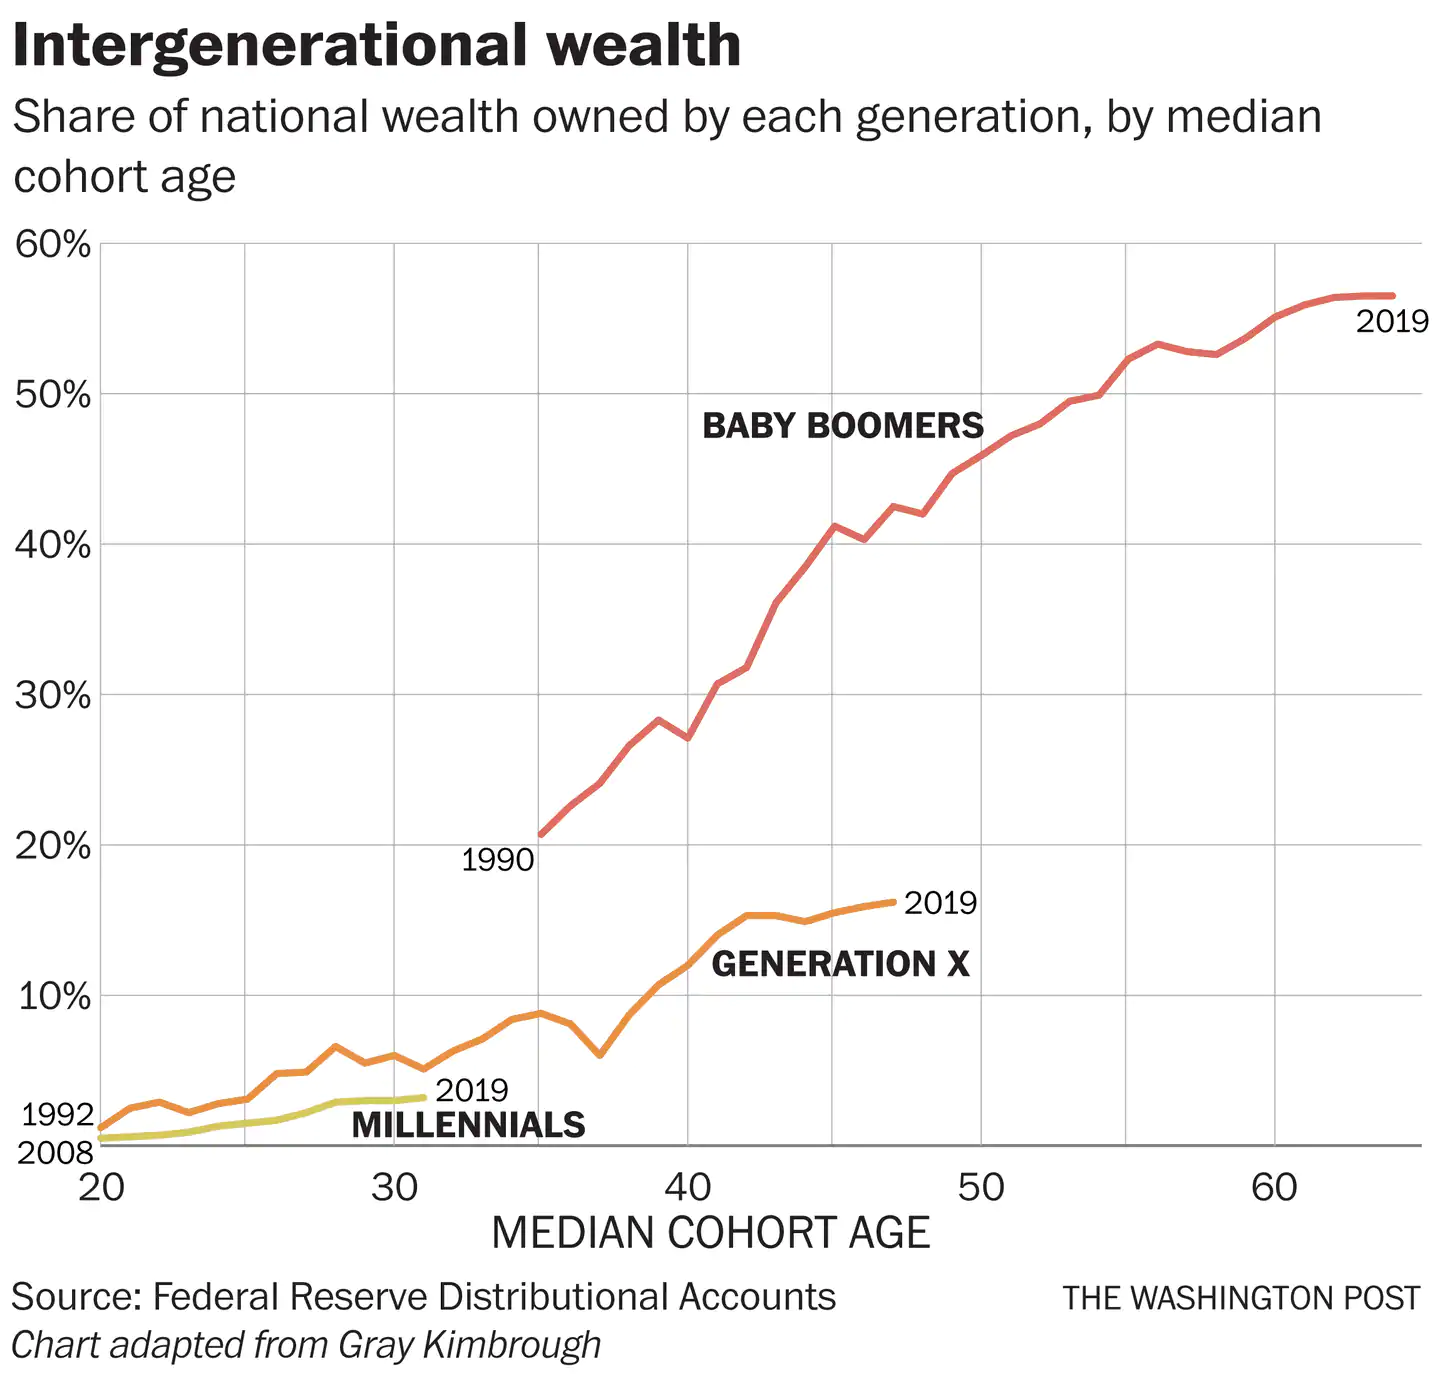 Intergenerational wealth
Share of national wealth owned by each generation, by median
cohort age
60%
50%
40%
30%
20%
10%
2019
BABY BOOMERS
1990
2019
GENERATION X
1992
2019
MILLENNIALS
2008
20
30
40
50
60
MEDIAN COHORT AGE
Source: Federal Reserve Distributional Accounts
THE WASHINGTON POST
Chart adapted from Gray Kimbrough